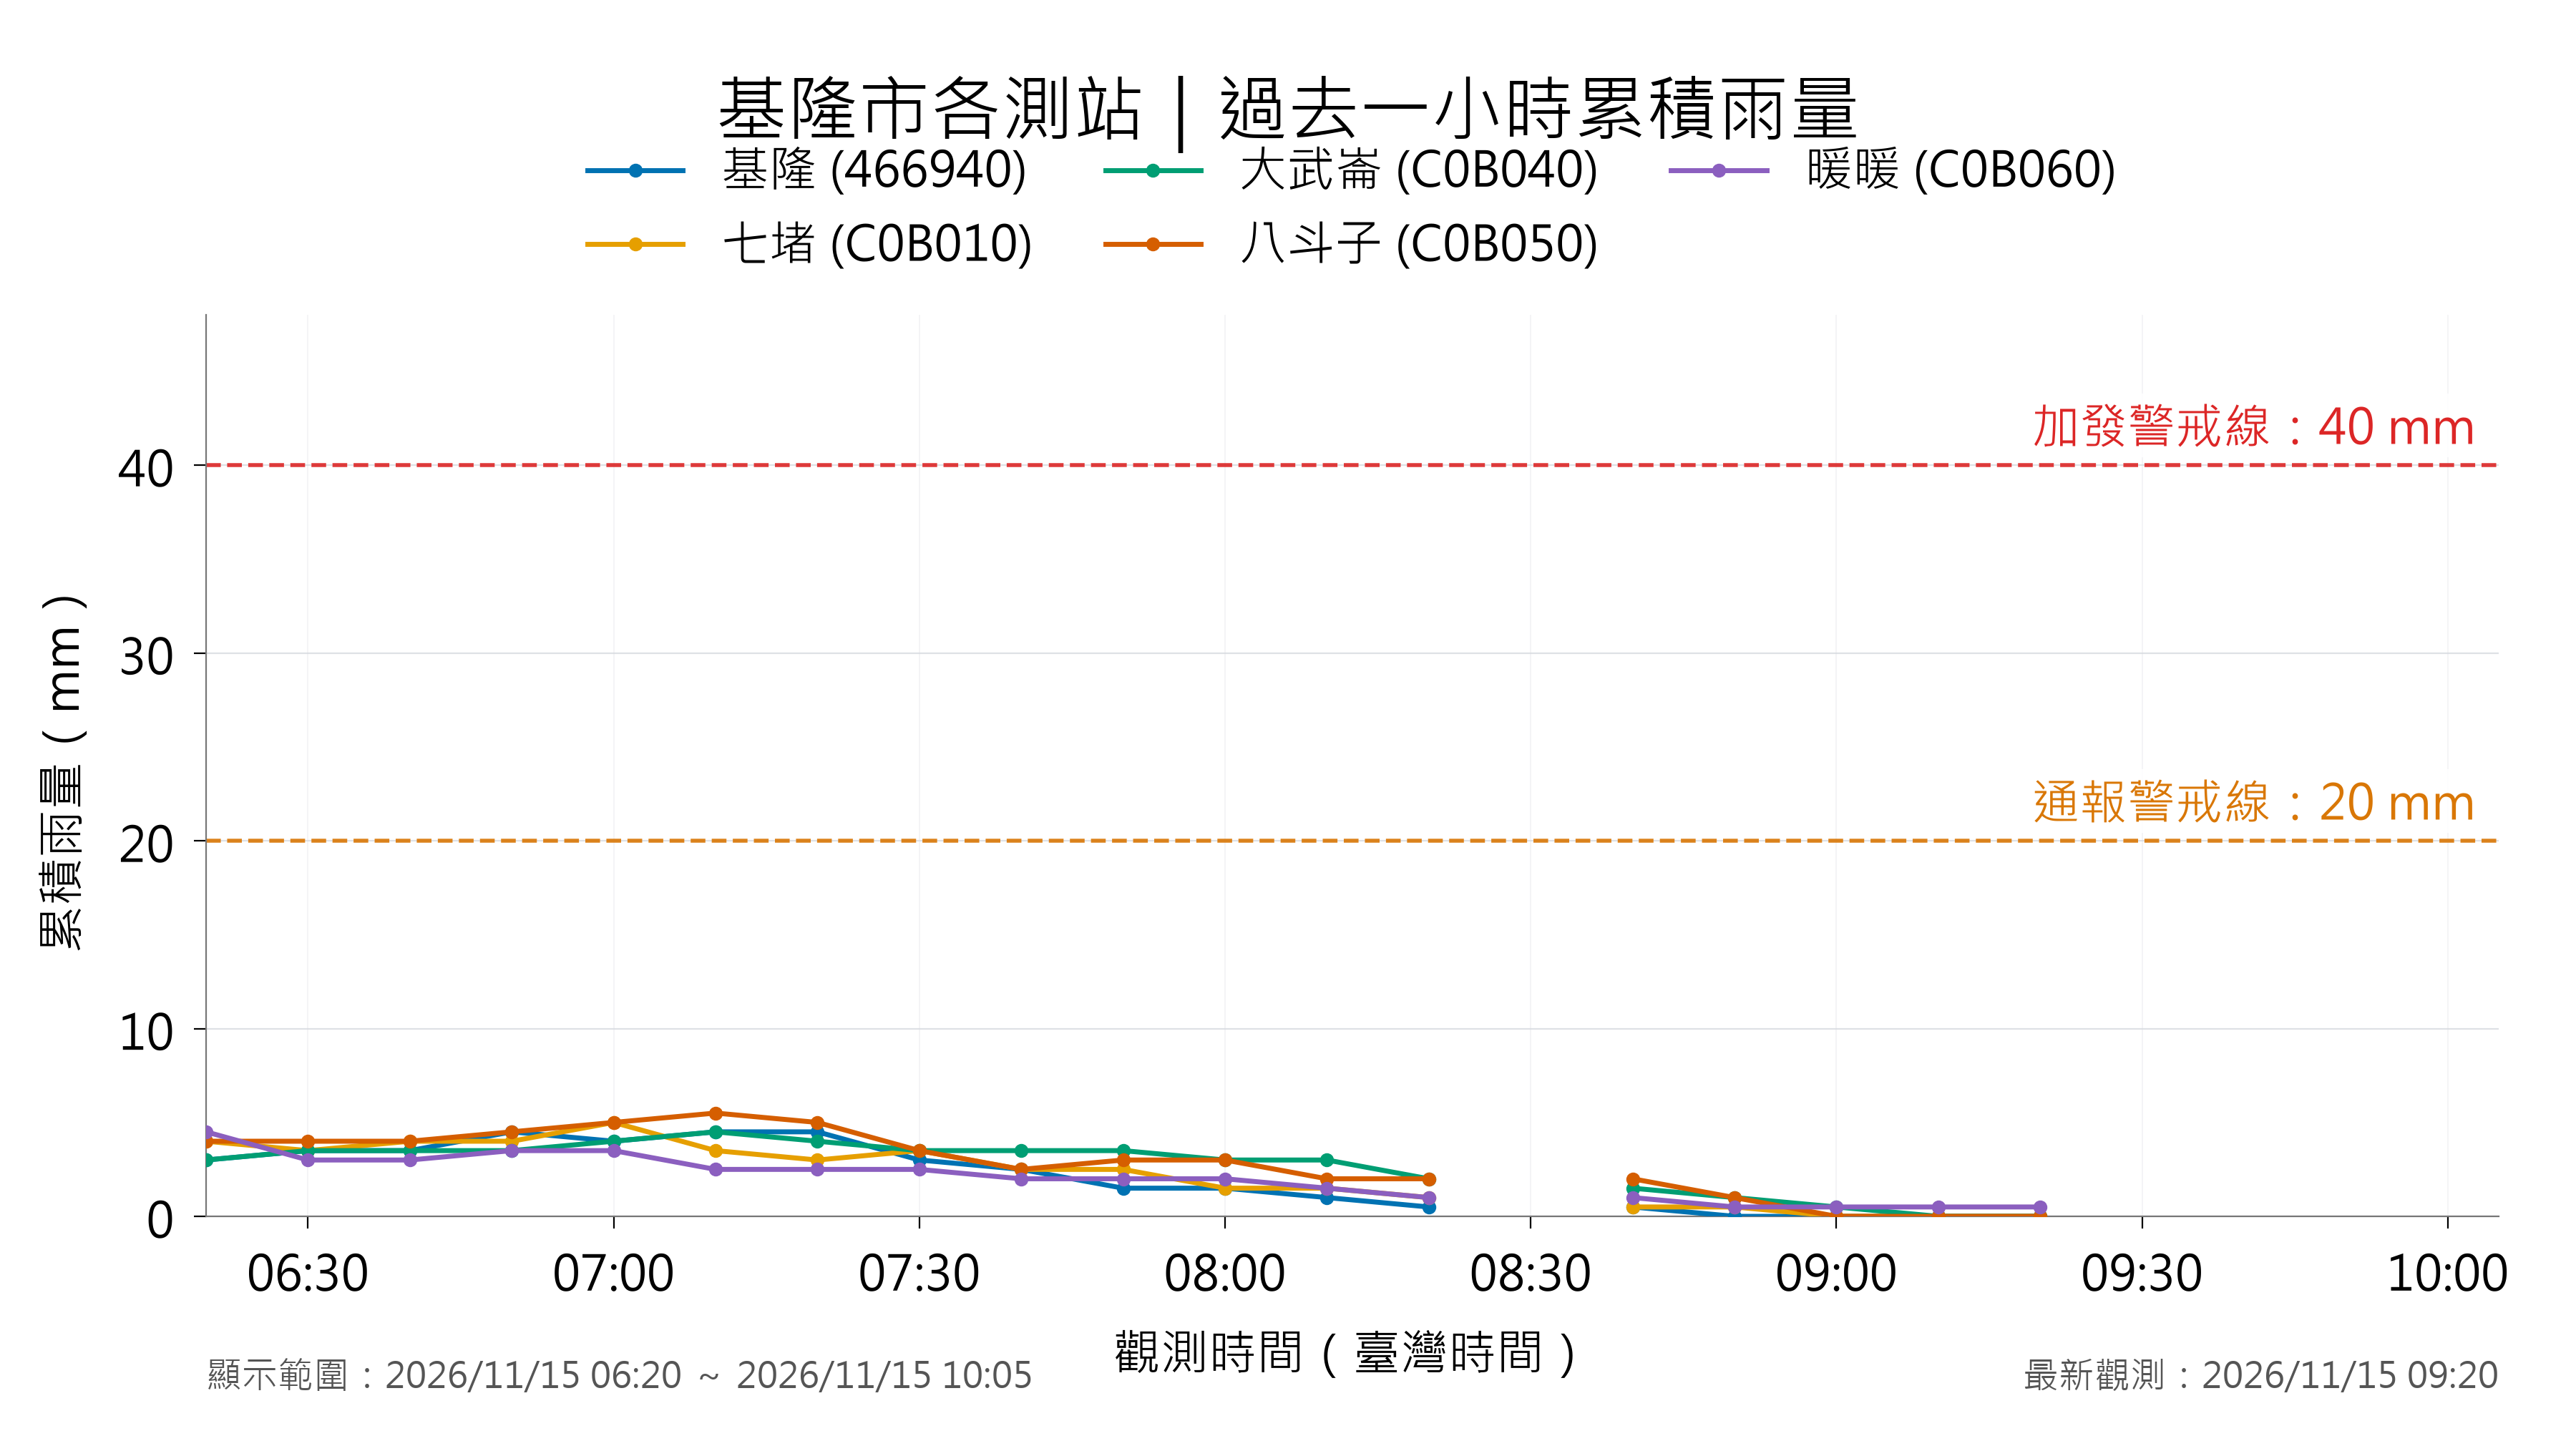 基隆市各測站｜過去一小時累積雨量
基隆 (466940)
大武崙 (C0B040)
暖暖 (C0B060)
七堵 (C0B010)
八斗子 (C0B050)
加發警戒線：40 mm
通報警戒線：20 mm
累積雨量（mm）
40
30
20
10
0
06:30
07:00
07:30
08:00
08:30
09:00
09:30
10:00
觀測時間（臺灣時間）
顯示範圍：2026/11/15 06:20 ~ 2026/11/15 10:05
最新觀測：2026/11/15 09:20